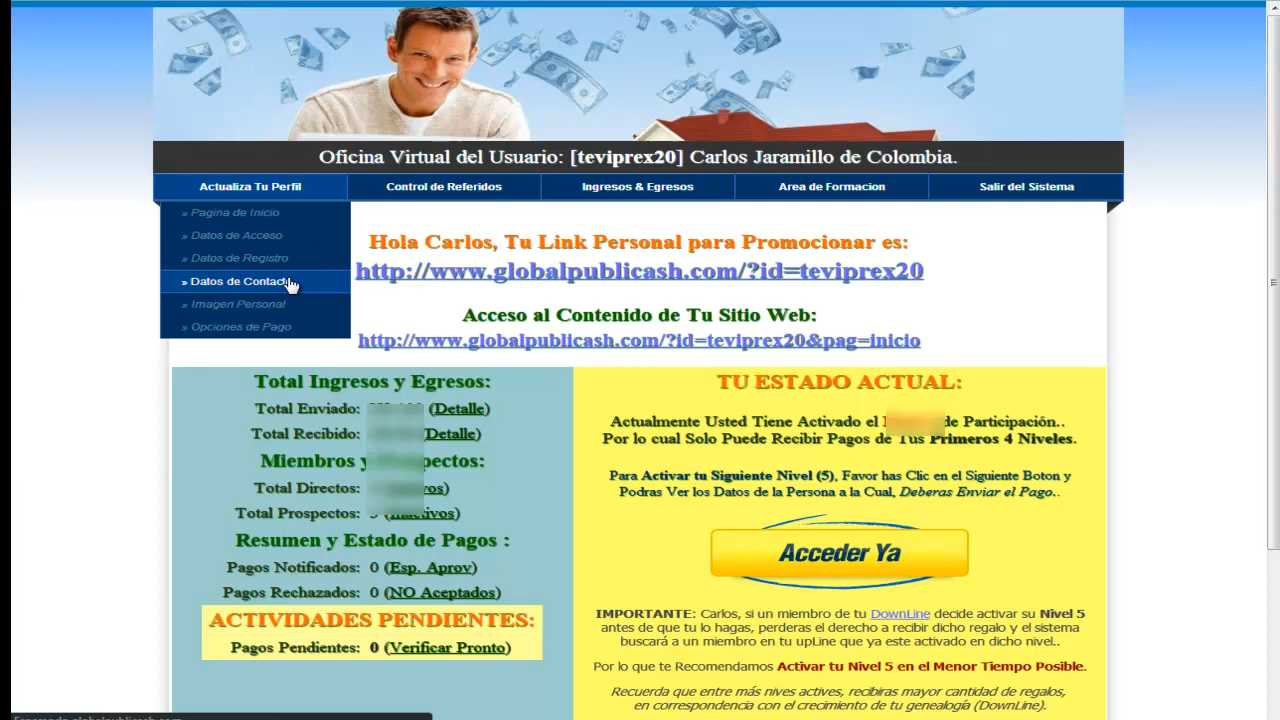 Oficina Virtual del Usuario: [teviprex20] Carlos Jaramillo de Colombia.
Actualiza Tu Perfil
Control de Referidos
Ingresos & Egresos
Area de Formacion
Salir del Sistema
» Pagina de Inicio
» Datos de Acceso
» Datos de Registro
» Datos de Contacto
» Imagen Personal
» Opciones de Pago
Hola Carlos, Tu Link Personal para Promocionar es:
http://www.globalpublicash.com/?id=teviprex20
Acceso al Contenido de Tu Sitio Web:
http://www.globalpublicash.com/?id=teviprex20&pag=inicio
Total Ingresos y Egresos:
Total Enviado: (Detalle)
Total Recibido: (Detalle)
Miembros y Prospectos:
Total Directos:
Total Prospectos: (Inactivos)
Resumen y Estado de Pagos :
Pagos Notificados: 0 (Esp. Aprov)
Pagos Rechazados: 0 (NO Aceptados)
ACTIVIDADES PENDIENTES:
Pagos Pendientes: 0 (Verificar Pronto)
TU ESTADO ACTUAL:
Actualmente Usted Tiene Activado el de Participación..
Por lo cual Solo Puede Recibir Pagos de Tus Primeros 4 Niveles.
Para Activar tu Siguiente Nivel (5), Favor has Clic en el Siguiente Boton y
Podras Ver los Datos de la Persona a la Cual, Deberas Enviar el Pago..
Acceder Ya
IMPORTANTE: Carlos, si un miembro de tu DownLine decide activar su Nivel 5
antes de que tu lo hagas, perderas el derecho a recibir dicho regalo y el sistema
buscará a un miembro en tu upLine que ya este activado en dicho nivel..
Por lo que te Recomendamos Activar tu Nivel 5 en el Menor Tiempo Posible.
Recuerda que entre más nives actives, recibiras mayor cantidad de regalos,
en correspondencia con el crecimiento de tu genealogía (DownLine).